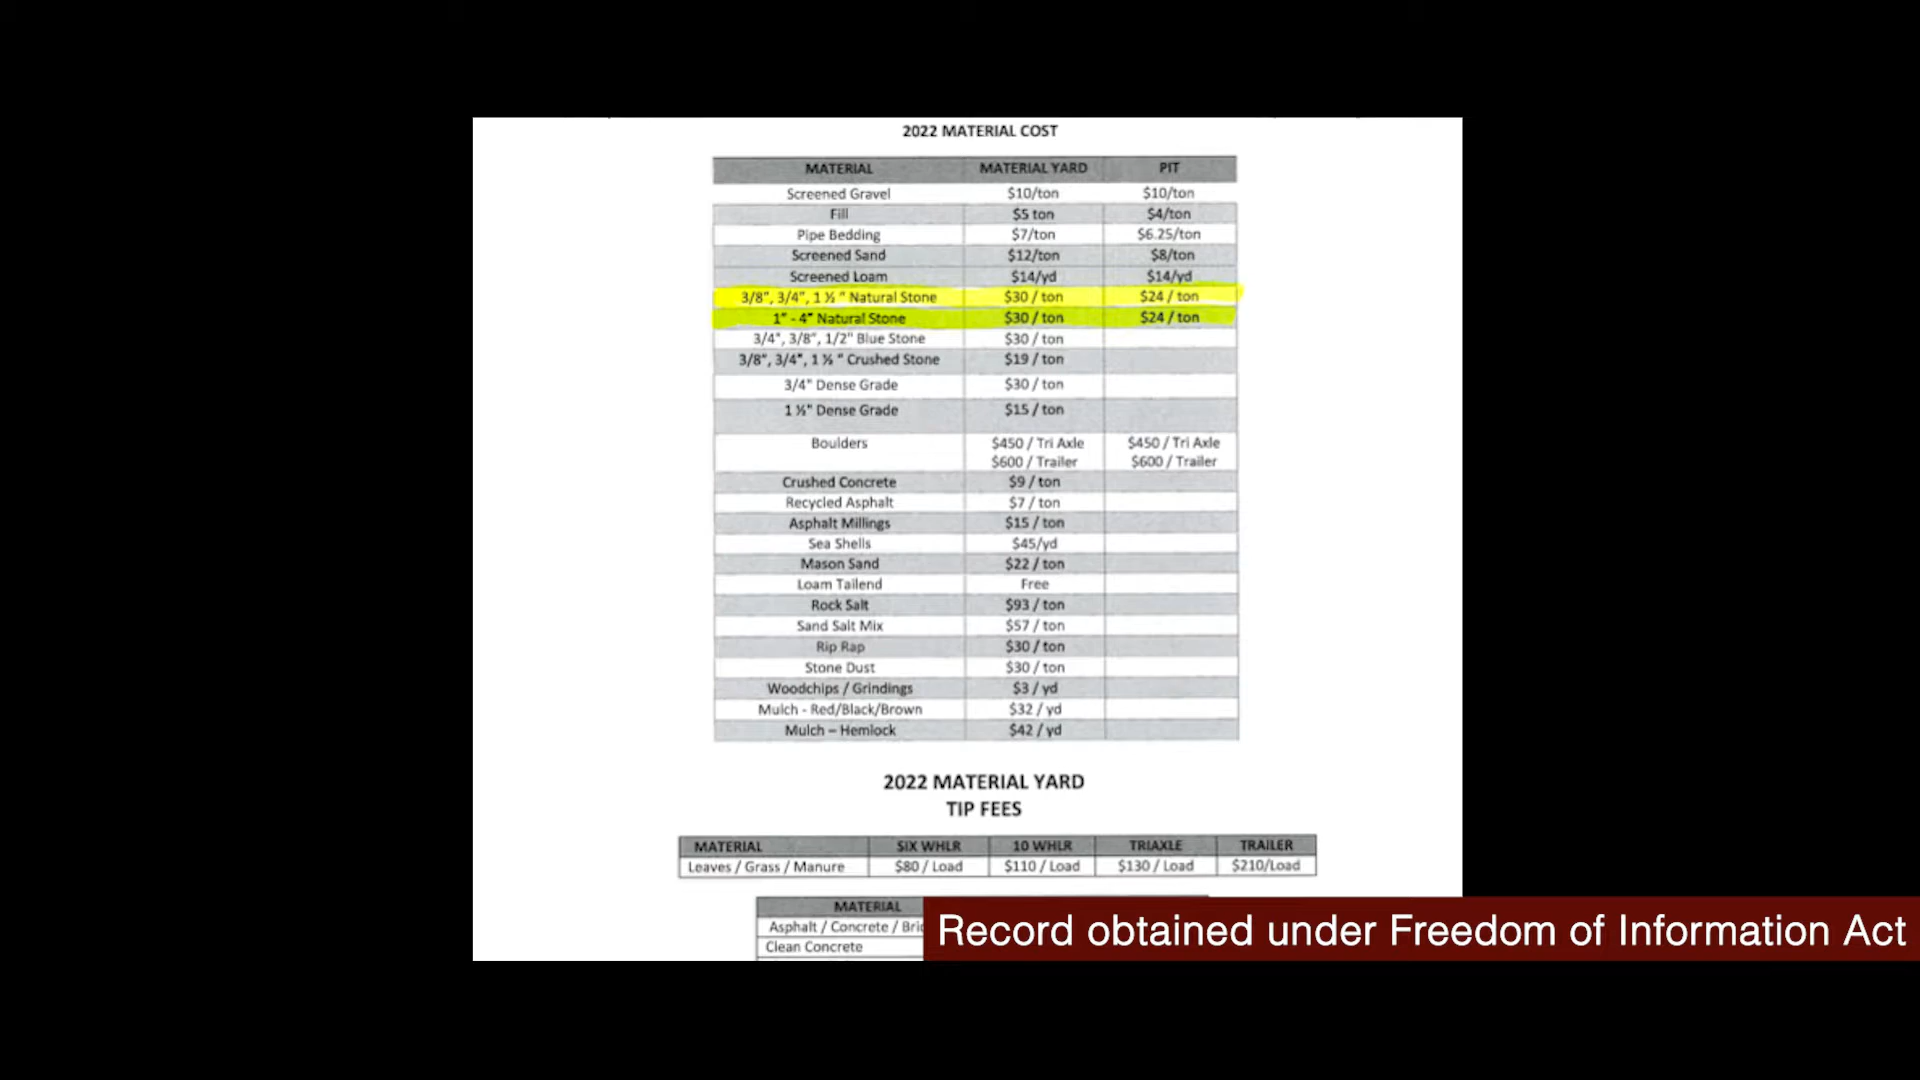 2022 MATERIAL COST
MATERIAL MATERIAL YARD PIT
Screened Gravel $10/ton $10/ton
Fill $5 ton $4/ton
Pipe Bedding $7/ton $6.25/ton
Screened Sand $12/ton $8/ton
Screened Loam $14/yd $14/yd
3/8", 3/4", 1 ½ " Natural Stone $30 / ton $24 / ton
1" - 4" Natural Stone $30 / ton $24 / ton
3/4", 3/8", 1/2" Blue Stone $30 / ton
3/8", 3/4", 1 ½ " Crushed Stone $19 / ton
3/4" Dense Grade $30 / ton
1 ½" Dense Grade $15 / ton
Boulders $450 / Tri Axle $450 / Tri Axle
$600 / Trailer $600 / Trailer
Crushed Concrete $9 / ton
Recycled Asphalt $7 / ton
Asphalt Millings $15 / ton
Sea Shells $45/yd
Mason Sand $22 / ton
Loam Tailend Free
Rock Salt $93 / ton
Sand Salt Mix $57 / ton
Rip Rap $30 / ton
Stone Dust $30 / ton
Woodchips / Grindings $3 / yd
Mulch - Red/Black/Brown $32 / yd
Mulch – Hemlock $42 / yd
2022 MATERIAL YARD
TIP FEES
MATERIAL SIX WHLR 10 WHLR TRIAXLE TRAILER
Leaves / Grass / Manure $80 / Load $110 / Load $130 / Load $210/Load
MATERIAL
Asphalt / Concrete /
Clean Concrete
Record obtained under Freedom of Information Act